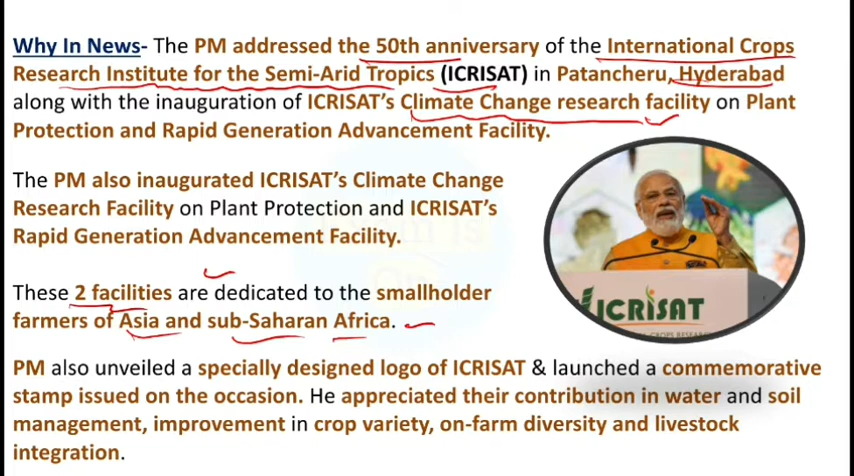 Why In News- The PM addressed the 50th anniversary of the International Crops
Research Institute for the Semi-Arid Tropics (ICRISAT) in Patancheru, Hyderabad
along with the inauguration of ICRISAT's Climate Change research facility on Plant
Protection and Rapid Generation Advancement Facility.
The PM also inaugurated ICRISAT's Climate Change
Research Facility on Plant Protection and ICRISAT's
Rapid Generation Advancement Facility.
These 2 facilities are dedicated to the smallholder
farmers of Asia and sub-Saharan Africa.
ICRISAT
PM also unveiled a specially designed logo of ICRISAT & launched a commemorative
stamp issued on the occasion. He appreciated their contribution in water and soil
management, improvement in crop variety, on-farm diversity and livestock
integration.